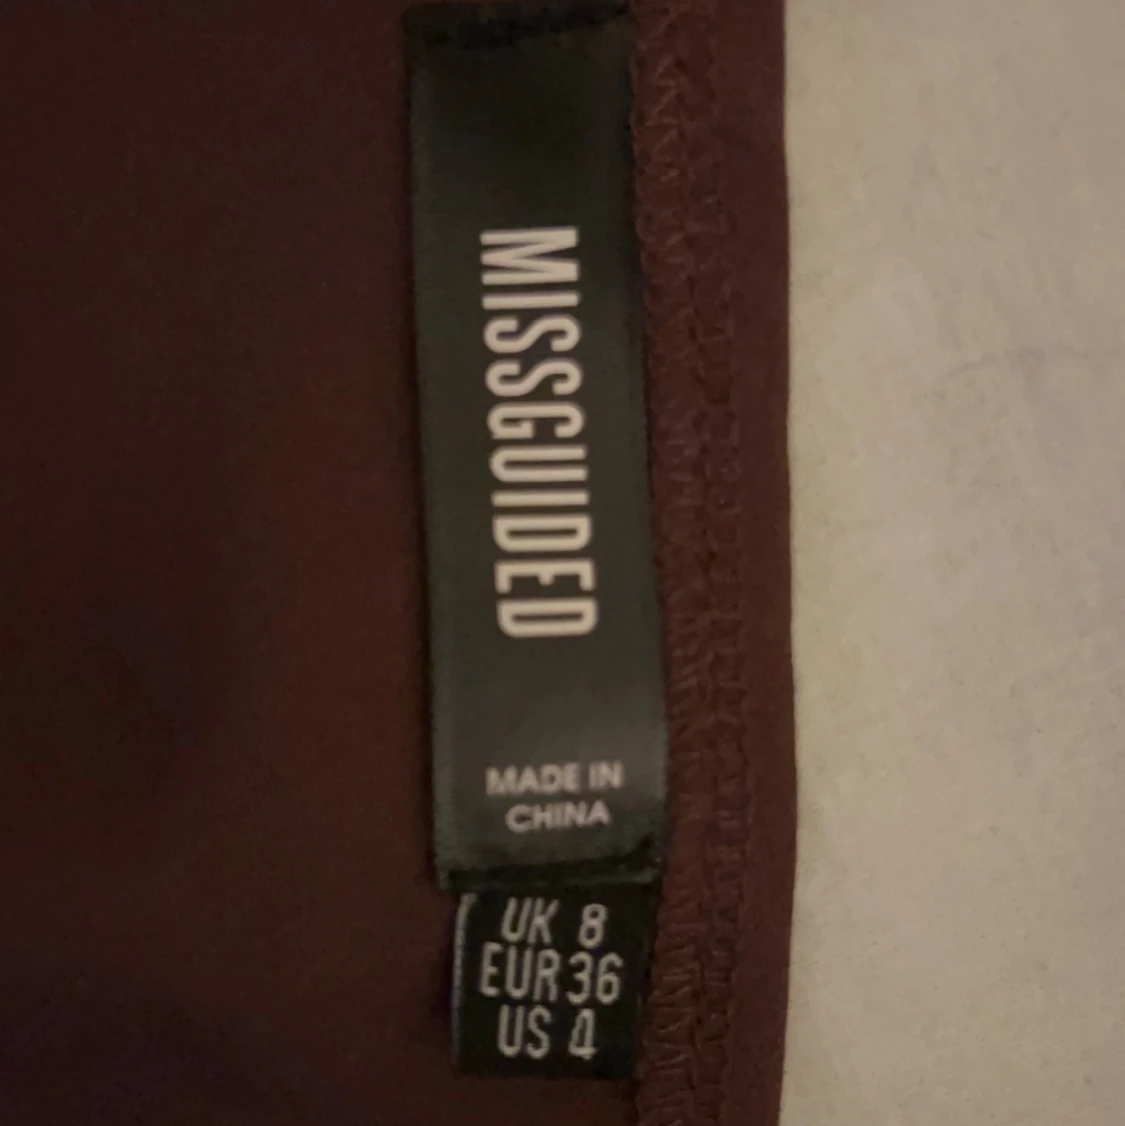 MISSGUIDED
MADE IN
CHINA
UK 8
EUR 36
US 4